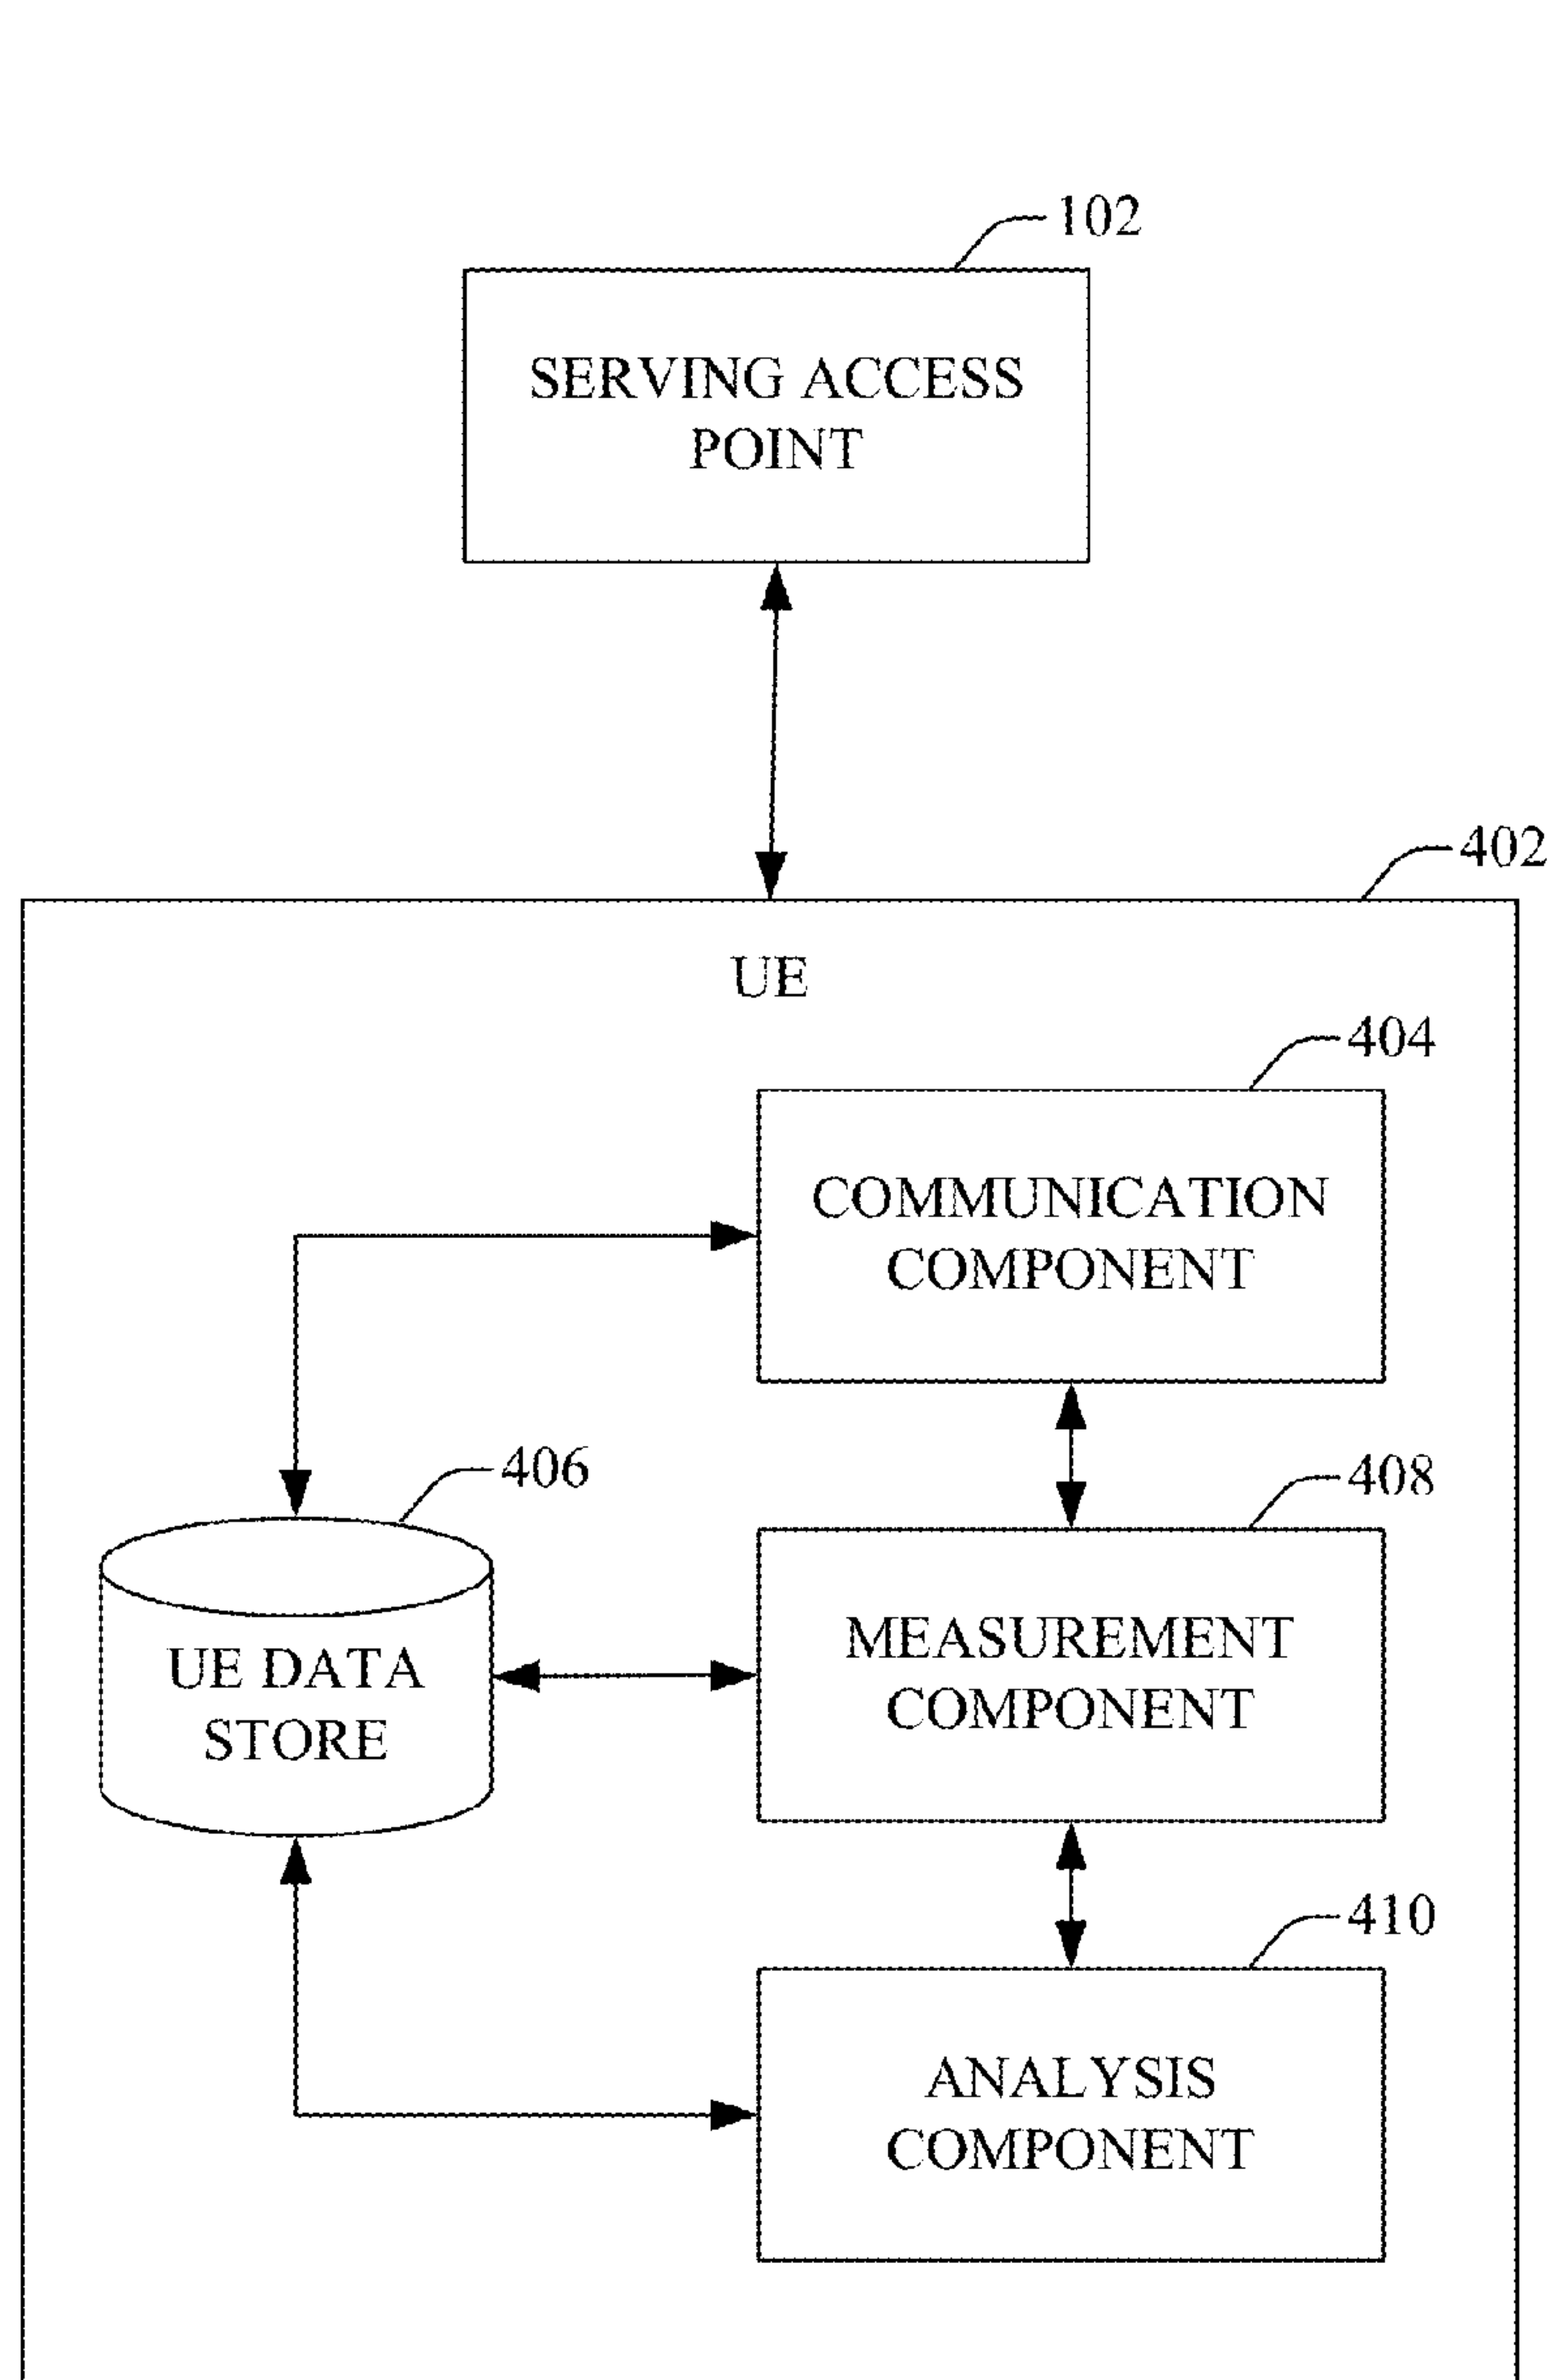 102
SERVING ACCESS
POINT
402
UE
404
COMMUNICATION
COMPONENT
406
408
UE DATA
STORE
MEASUREMENT
COMPONENT
410
ANALYSIS
COMPONENT